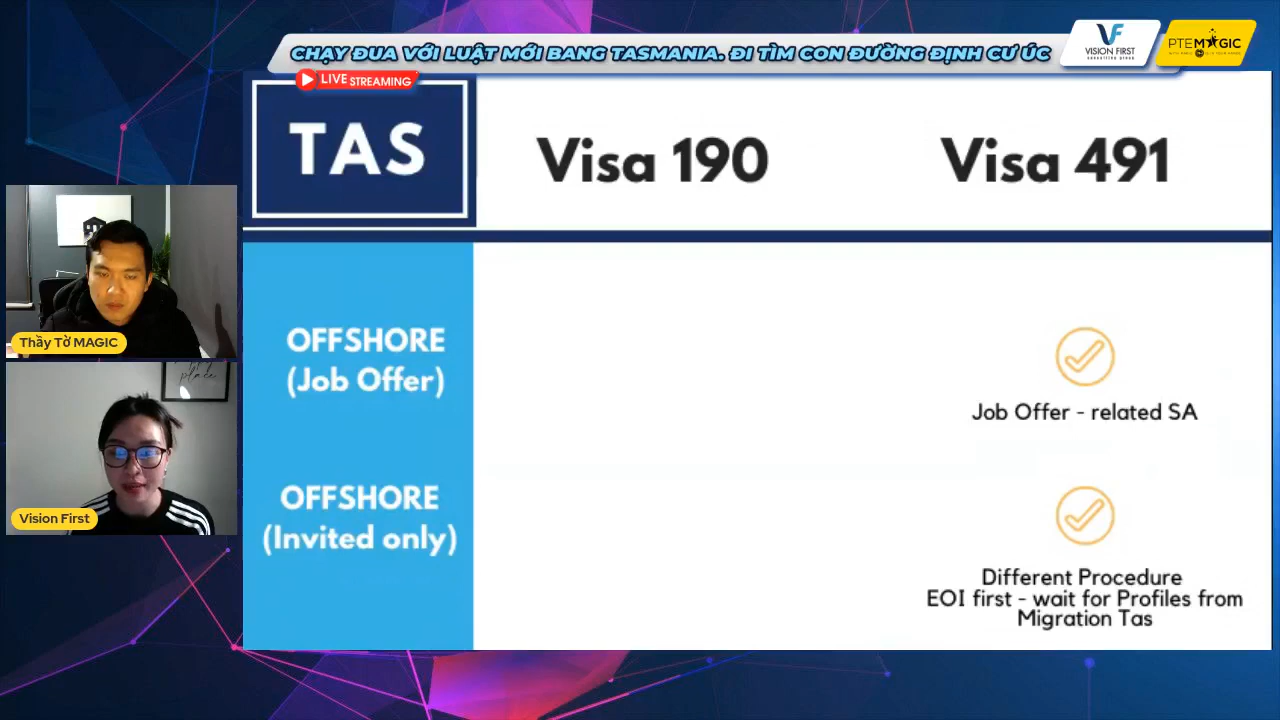 CHẠY ĐUA VỚI LUẬT MỚI BANG TASMANIA. ĐI TÌM CON ĐƯỜNG ĐỊNH CƯ ÚC
VISION FIRST
PTEMAGIC
LIVE STREAMING
TAS
Visa 190
Visa 491
place
Thầy Tờ MAGIC
Vision First
OFFSHORE
(Job Offer)
Job Offer - related SA
OFFSHORE
(Invited only)
Different Procedure
EOI first - wait for Profiles from
Migration Tas